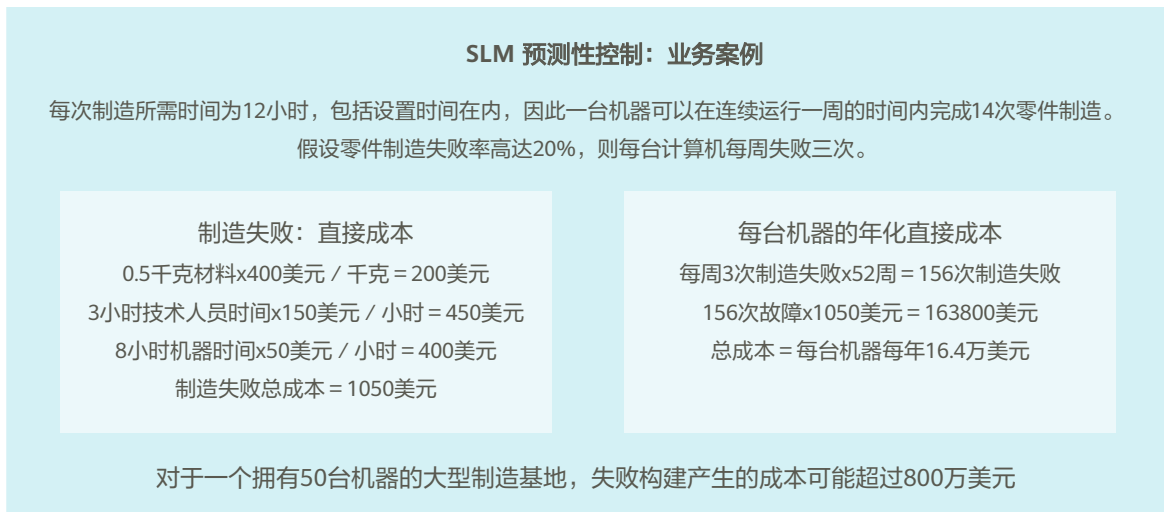 SLM 预测性控制：业务案例
每次制造所需时间为12小时，包括设置时间在内，因此一台机器可以在连续运行一周的时间内完成14次零件制造。
假设零件制造失败率高达20%，则每台计算机每周失败三次。
制造失败：直接成本
0.5千克材料x400美元 / 千克＝200美元
3小时技术人员时间x150美元 / 小时＝450美元
8小时机器时间x50美元 / 小时＝400美元
制造失败总成本＝1050美元
每台机器的年化直接成本
每周3次制造失败x52周＝156次制造失败
156次故障x1050美元＝163800美元
总成本＝每台机器每年16.4万美元
对于一个拥有50台机器的大型制造基地，失败构建产生的成本可能超过800万美元